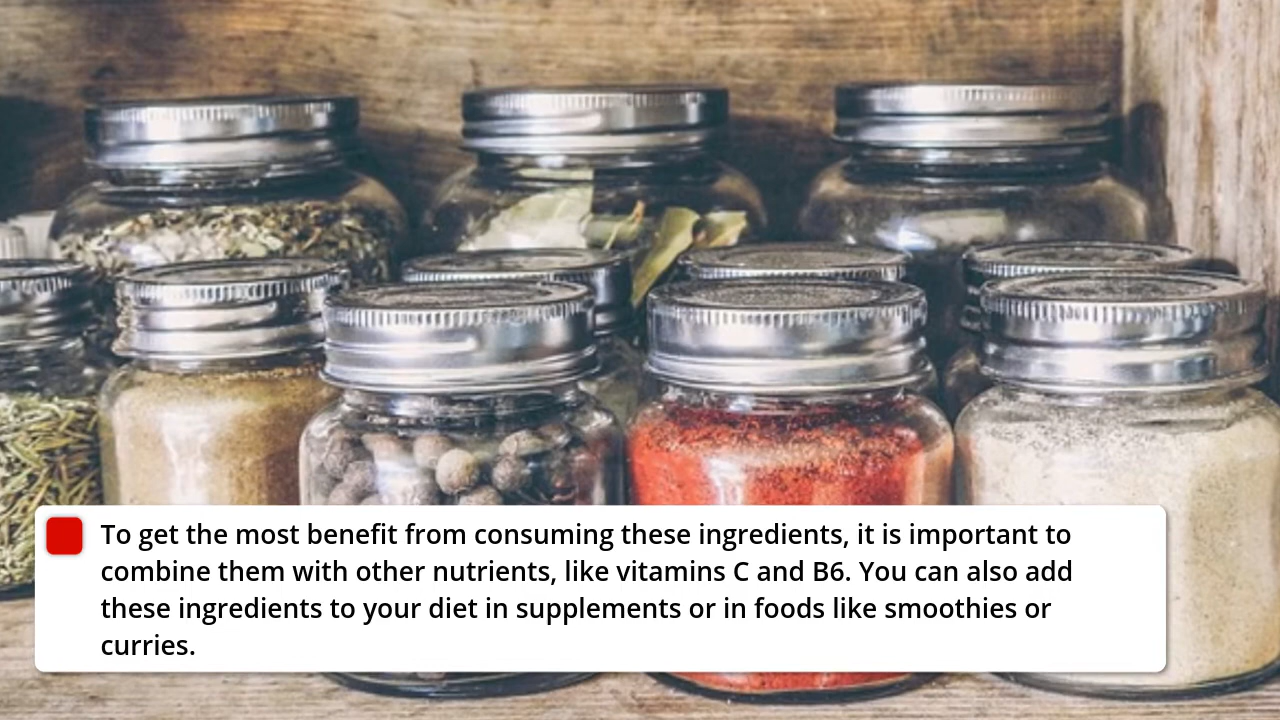 To get the most benefit from consuming these ingredients, it is important to
combine them with other nutrients, like vitamins C and B6. You can also add
these ingredients to your diet in supplements or in foods like smoothies or
curries.